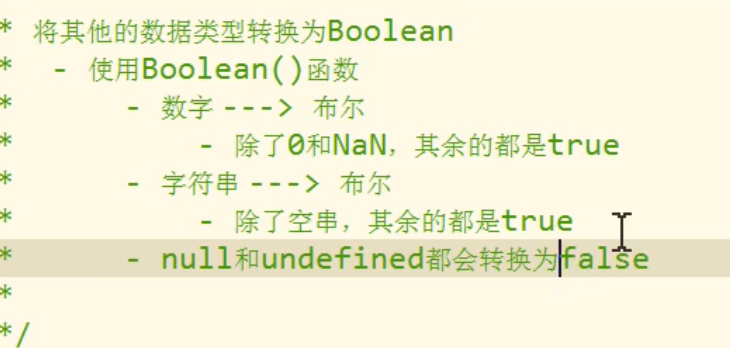 * 将其他的数据类型转换为Boolean
* - 使用Boolean()函数
* - 数字 ---> 布尔
* - 除了0和NaN，其余的都是true
* - 字符串 ---> 布尔
* - 除了空串，其余的都是true
* - null和undefined都会转换为false
*
*/